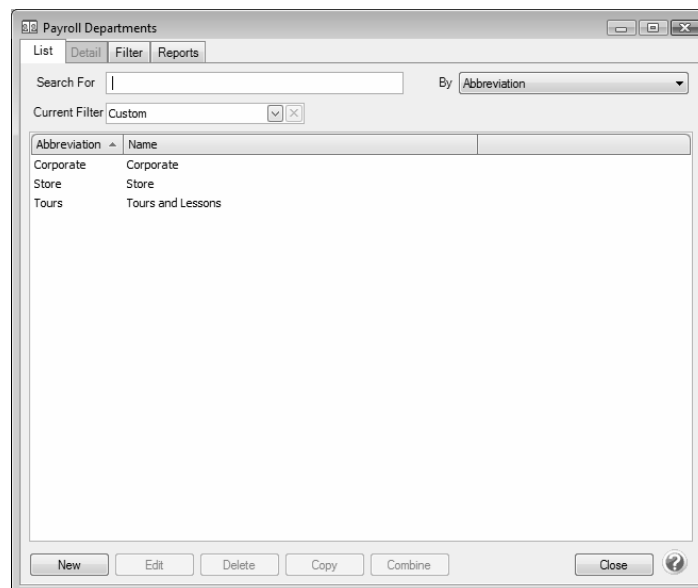 Payroll Departments
List Detail Filter Reports
Search For By Abbreviation
Current Filter Custom
Abbreviation Name
Corporate Corporate
Store Store
Tours Tours and Lessons
New Edit Delete Copy Combine Close ?